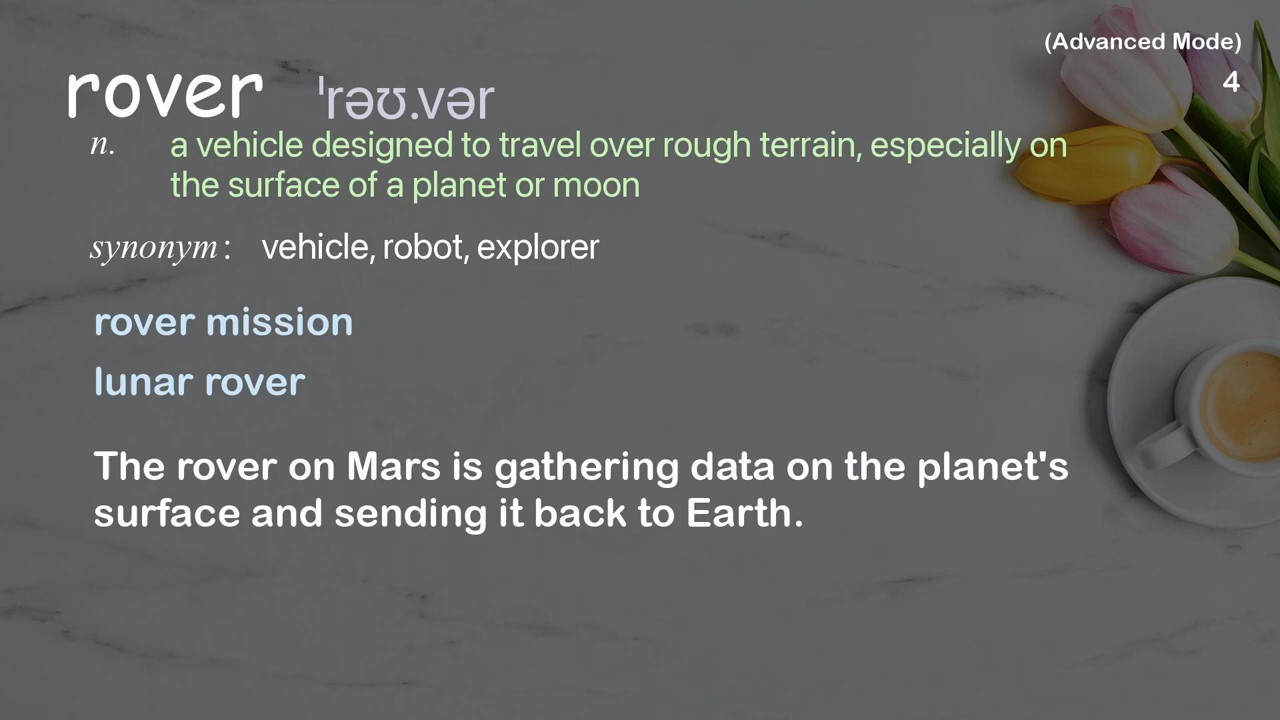 (Advanced Mode)
4
rover ˈrəʊ.vər
n. a vehicle designed to travel over rough terrain, especially on
the surface of a planet or moon
synonym: vehicle, robot, explorer
rover mission
lunar rover
The rover on Mars is gathering data on the planet's
surface and sending it back to Earth.